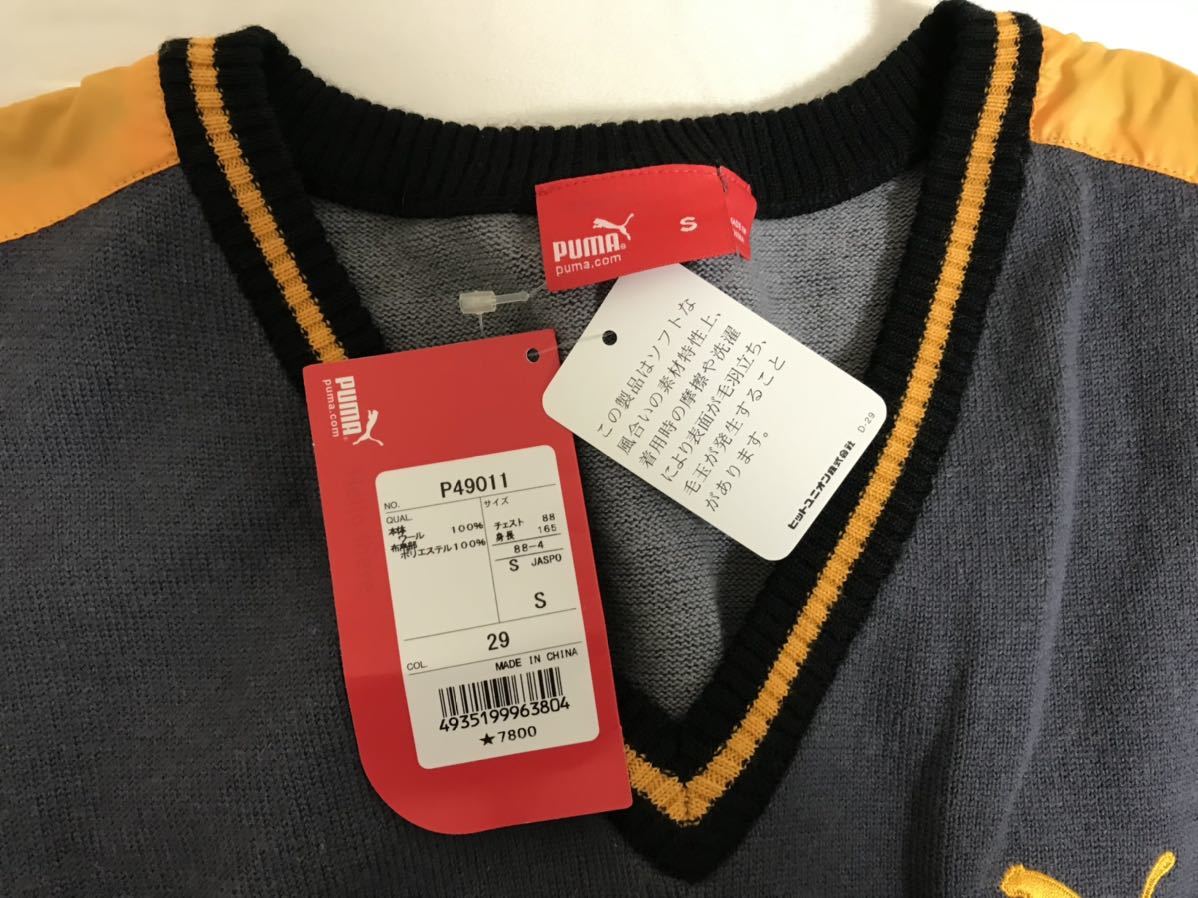 PUMA
puma.com
S
この製品はソフトな
風合いの素材特性上、
着用時の摩擦や洗濯
により表面が毛羽立ち、
毛玉が発生すること
があります。
ヒットユニオン株式会社 D-29
PUMA
puma.com
NO. P49011
QUAL. サイズ
本体
ウール 100%
布帛部
ポリエステル100%
チェスト 88
身長 165
88-4
S JASPO
S
29
COL.
MADE IN CHINA
4935199963804
★7800